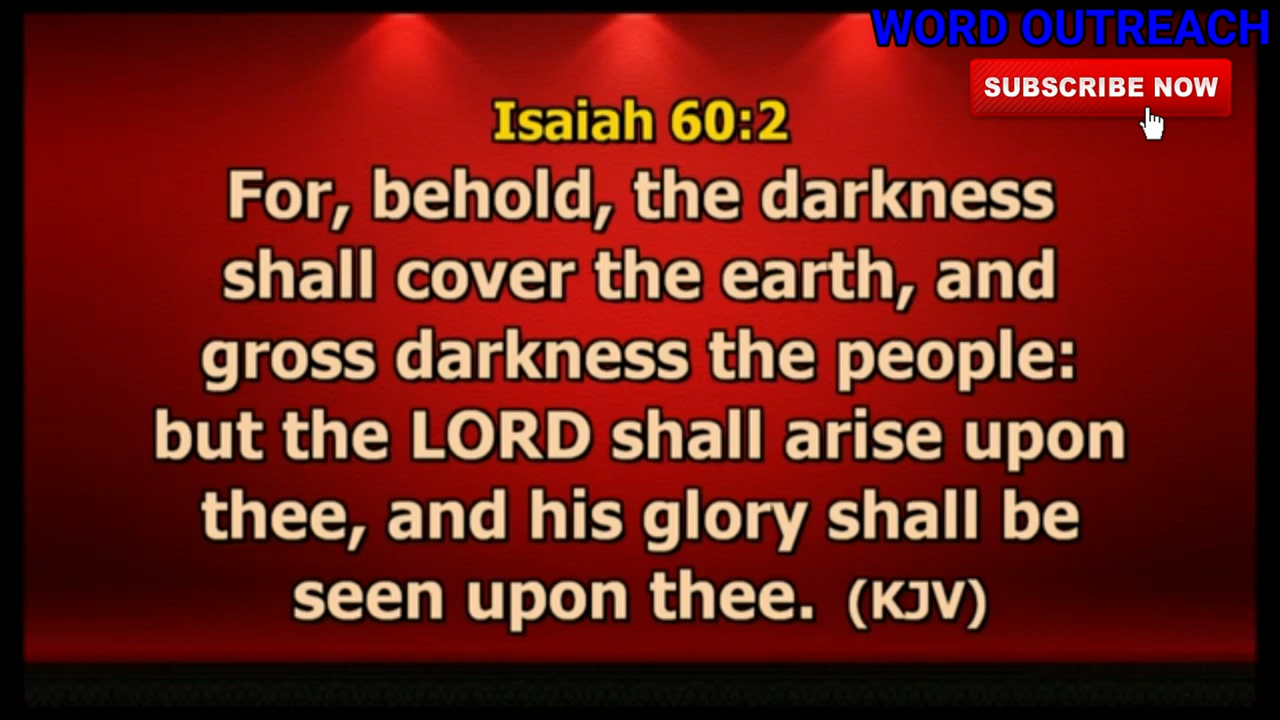 WORD OUTREACH
SUBSCRIBE NOW
Isaiah 60:2
For, behold, the darkness
shall cover the earth, and
gross darkness the people:
but the LORD shall arise upon
thee, and his glory shall be
seen upon thee. (KJV)